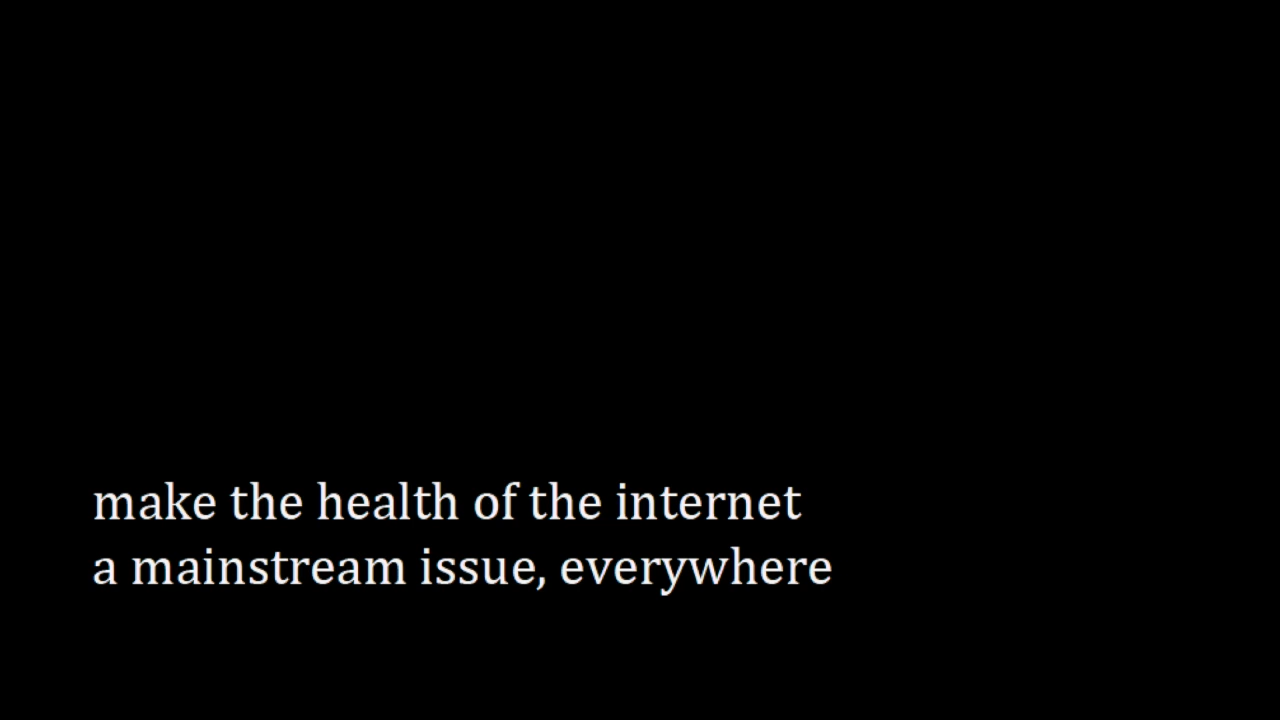 make the health of the internet
a mainstream issue, everywhere